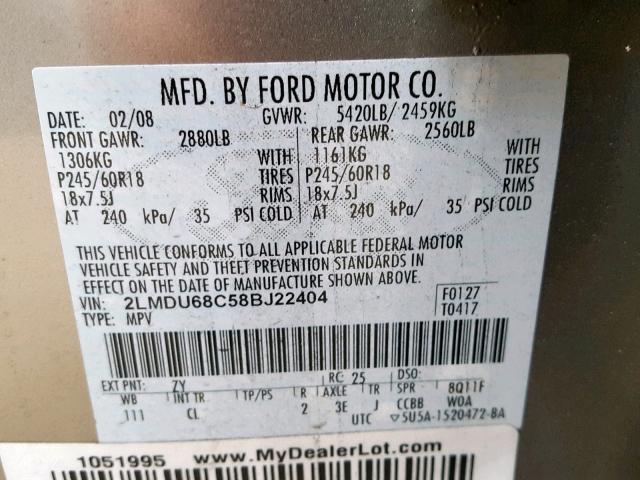 MFD. BY FORD MOTOR CO.
DATE: 02/08 GVWR: 5420LB/ 2459KG
FRONT GAWR: 2880LB REAR GAWR: 2560LB
1306KG WITH 1161KG WITH
P245/60R18 TIRES P245/60R18 TIRES
18x7.5J RIMS 18x7.5J RIMS
AT 240 kPa/ 35 PSI COLD AT 240 kPa/ 35 PSI COLD
THIS VEHICLE CONFORMS TO ALL APPLICABLE FEDERAL MOTOR
VEHICLE SAFETY AND THEFT PREVENTION STANDARDS IN
EFFECT ON THE DATE OF MANUFACTURE SHOWN ABOVE.
VIN: 2LMDU68C58BJ22404 F0127
TYPE: MPV T0417
EXT PNT: ZY RC: 25 DSO:
WB INT TR TP/PS R AXLE TR SPR 8Q11F
111 CL 2 3E J CCBB WOA
UTC ▽5U5A-1520472-BA
1051995 www.MyDealerLot.com